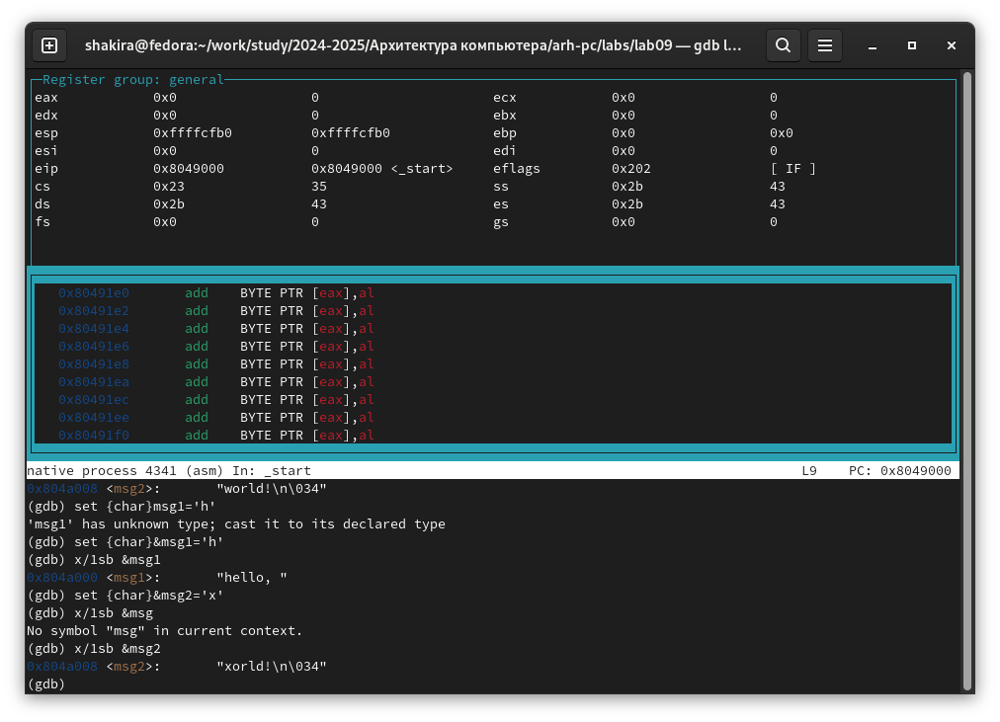 shakira@fedora:~/work/study/2024-2025/Архитектура компьютера/arh-pc/labs/lab09 — gdb l…
Register group: general
eax 0x0 0 ecx 0x0 0
edx 0x0 0 ebx 0x0 0
esp 0xffffcfb0 0xffffcfb0 ebp 0x0 0x0
esi 0x0 0 edi 0x0 0
eip 0x8049000 0x8049000 <_start> eflags 0x202 [ IF ]
cs 0x23 35 ss 0x2b 43
ds 0x2b 43 es 0x2b 43
fs 0x0 0 gs 0x0 0
0x80491e0 add BYTE PTR [eax],al
0x80491e2 add BYTE PTR [eax],al
0x80491e4 add BYTE PTR [eax],al
0x80491e6 add BYTE PTR [eax],al
0x80491e8 add BYTE PTR [eax],al
0x80491ea add BYTE PTR [eax],al
0x80491ec add BYTE PTR [eax],al
0x80491ee add BYTE PTR [eax],al
0x80491f0 add BYTE PTR [eax],al
native process 4341 (asm) In: _start L9 PC: 0x8049000
0x804a008 <msg2>: "world!\n\034"
(gdb) set {char}msg1='h'
'msg1' has unknown type; cast it to its declared type
(gdb) set {char}&msg1='h'
(gdb) x/1sb &msg1
0x804a000 <msg1>: "hello, "
(gdb) set {char}&msg2='x'
(gdb) x/1sb &msg
No symbol "msg" in current context.
(gdb) x/1sb &msg2
0x804a008 <msg2>: "xorld!\n\034"
(gdb)